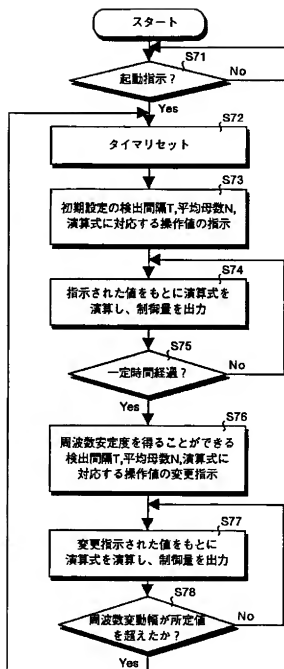 スタート
S71
起動指示？
No
Yes
S72
タイマリセット
S73
初期設定の検出間隔T,平均母数N,
演算式に対応する操作値の指示
S74
指示された値をもとに演算式を
演算し、制御量を出力
S75
一定時間経過？
No
Yes
S76
周波数安定度を得ることができる
検出間隔T,平均母数N,演算式に
対応する操作値の変更指示
S77
変更指示された値をもとに
演算式を演算し、制御量を出力
S78
周波数変動幅が所定値
を超えたか？
No
Yes